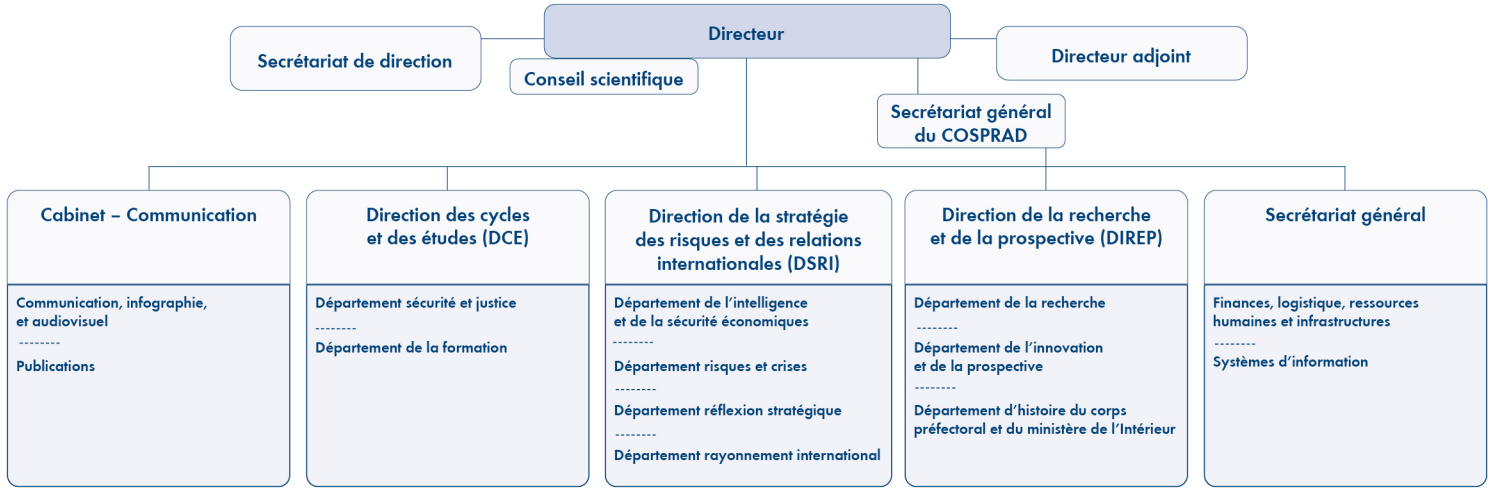 Directeur
Secrétariat de direction
Directeur adjoint
Conseil scientifique
Secrétariat général
du COSPRAD
Cabinet – Communication
Communication, infographie,
et audiovisuel
--------
Publications
Direction des cycles
et des études (DCE)
Département sécurité et justice
--------
Département de la formation
Direction de la stratégie
des risques et des relations
internationales (DSRI)
Département de l’intelligence
et de la sécurité économiques
--------
Département risques et crises
--------
Département réflexion stratégique
--------
Département rayonnement international
Direction de la recherche
et de la prospective (DIREP)
Département de la recherche
--------
Département de l’innovation
et de la prospective
--------
Département d’histoire du corps
préfectoral et du ministère de l’Intérieur
Secrétariat général
Finances, logistique, ressources
humaines et infrastructures
--------
Systèmes d’information